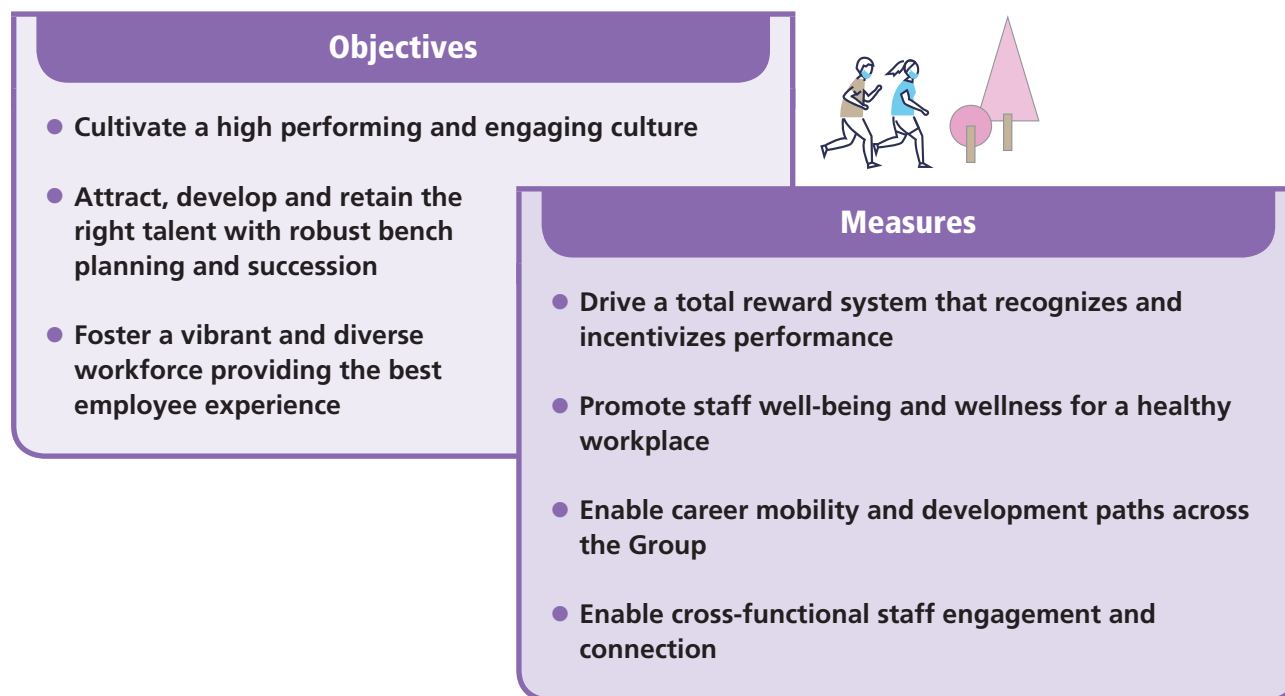 Objectives
Cultivate a high performing and engaging culture
Attract, develop and retain the
right talent with robust bench
planning and succession
Foster a vibrant and diverse
workforce providing the best
employee experience
Measures
Drive a total reward system that recognizes and
incentivizes performance
Promote staff well-being and wellness for a healthy
workplace
Enable career mobility and development paths across
the Group
Enable cross-functional staff engagement and
connection